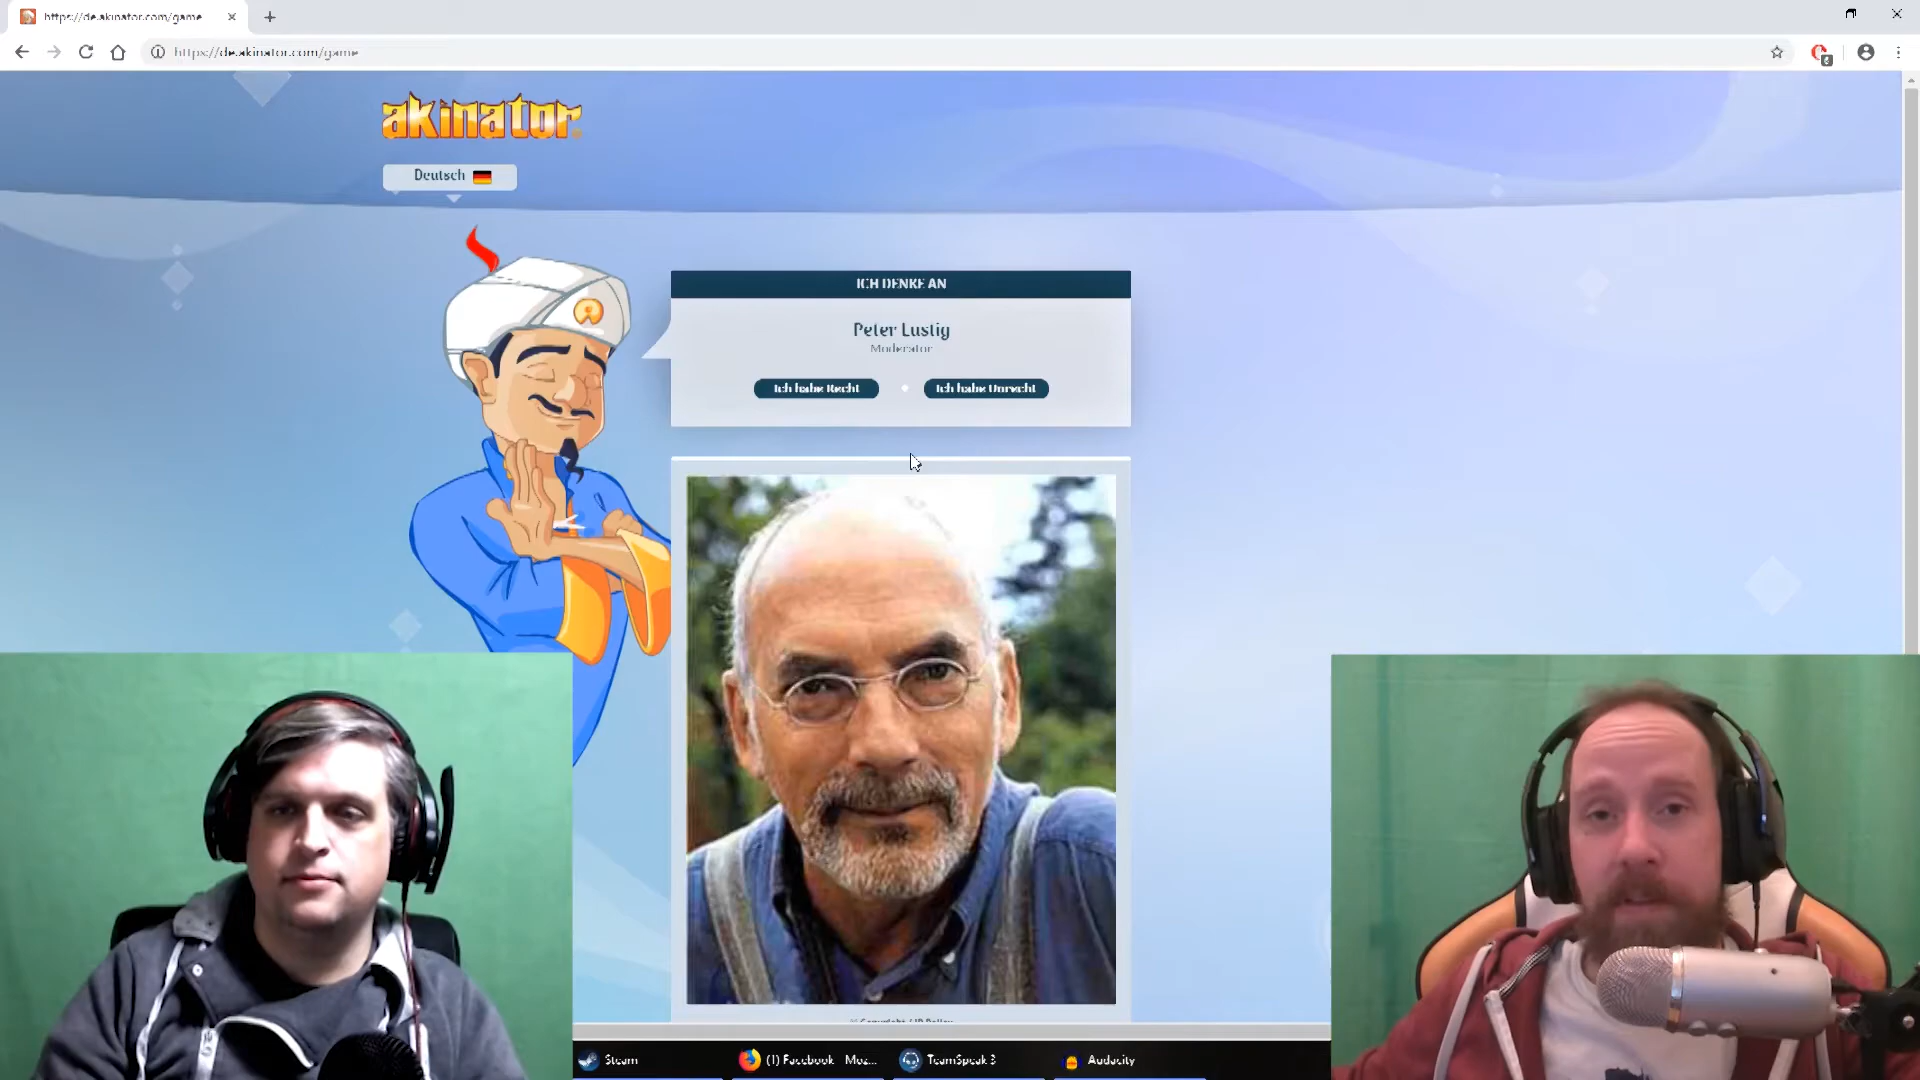 https://de.akinator.com/game
https://de.akinator.com/game
akinator
Deutsch
ICH DENKE AN
Peter Lustig
Moderator
Ich habe Recht
Ich habe Unrecht
Steam
(1) Facebook - Moz...
TeamSpeak 3
Audacity